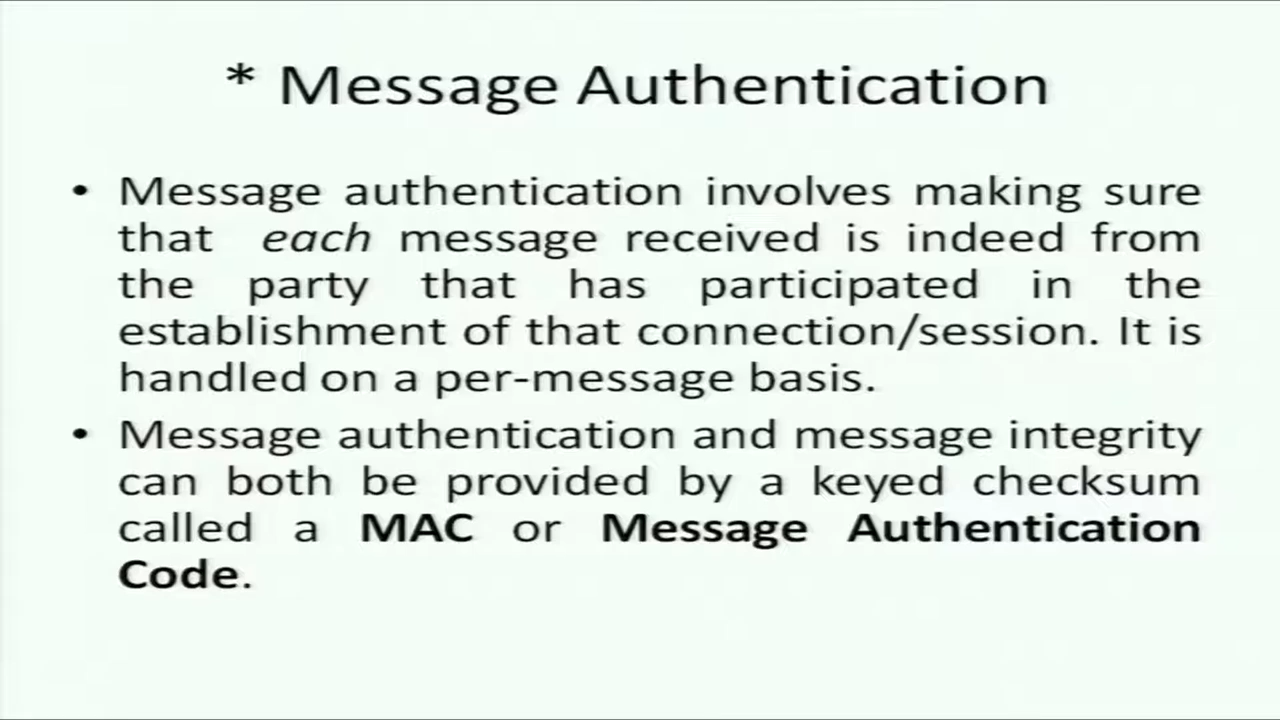 * Message Authentication
• Message authentication involves making sure
that each message received is indeed from
the party that has participated in the
establishment of that connection/session. It is
handled on a per-message basis.
• Message authentication and message integrity
can both be provided by a keyed checksum
called a MAC or Message Authentication
Code.